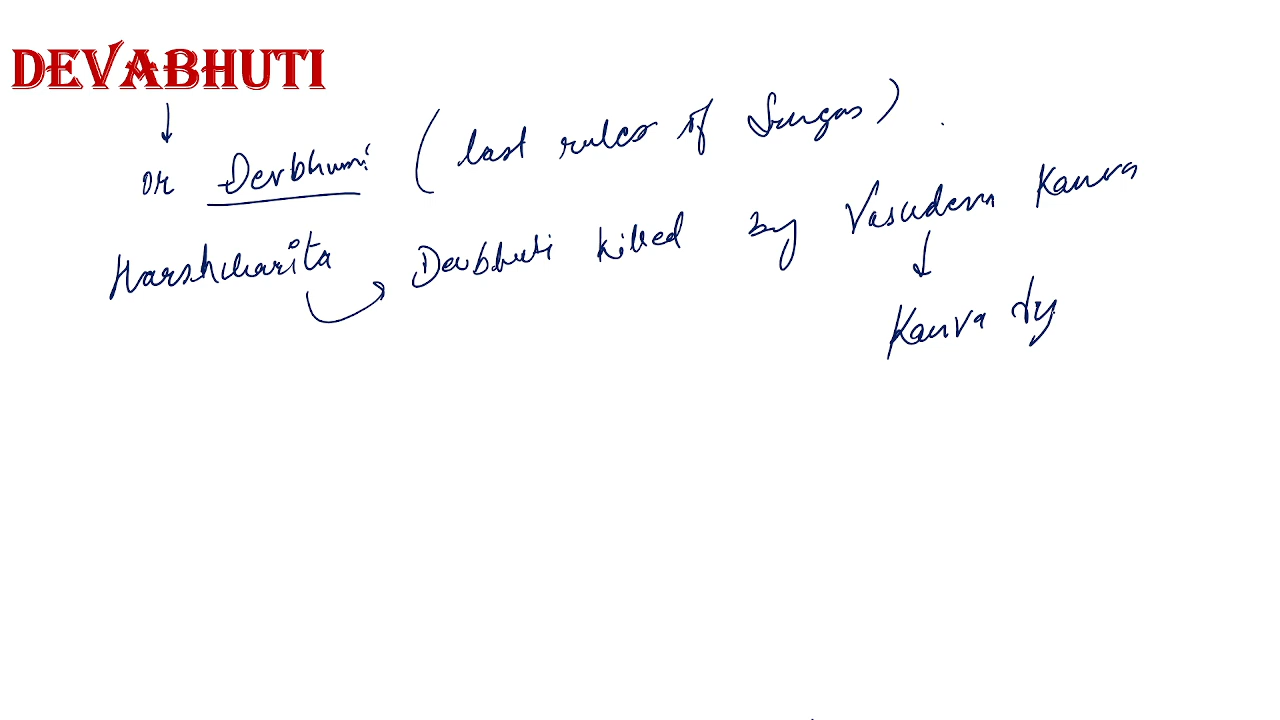 DEVABHUTI
or Devbhumi (last ruler of Sungas)
Harshcharita Devbhuti killed by Vasudeva Kanva
Kanva dy